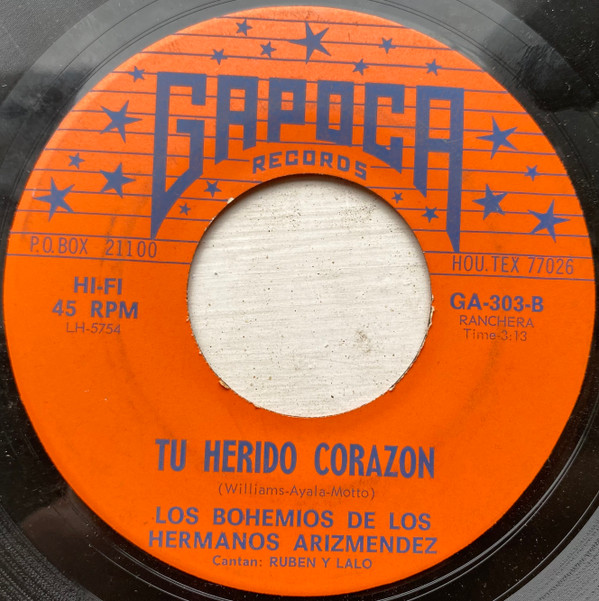 GAPOCA
RECORDS
P.O. BOX 21100
HOU. TEX 77026
HI-FI
45 RPM
LH-5754
GA-303-B
RANCHERA
Time-3:13
TU HERIDO CORAZON
(Williams-Ayala-Motto)
LOS BOHEMIOS DE LOS
HERMANOS ARIZMENDEZ
Cantan: RUBEN Y LALO